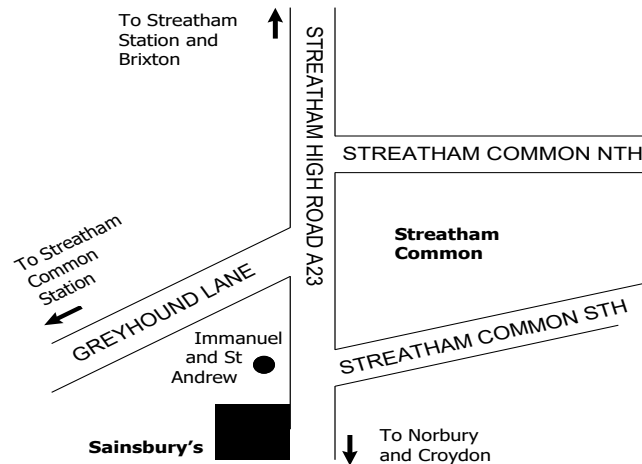 To Streatham
Station and
Brixton
STREATHAM HIGH ROAD A23
STREATHAM COMMON NTH
Streatham
Common
To Streatham
Common
Station
GREYHOUND LANE
Immanuel
and St
Andrew
STREATHAM COMMON STH
Sainsbury's
To Norbury
and Croydon